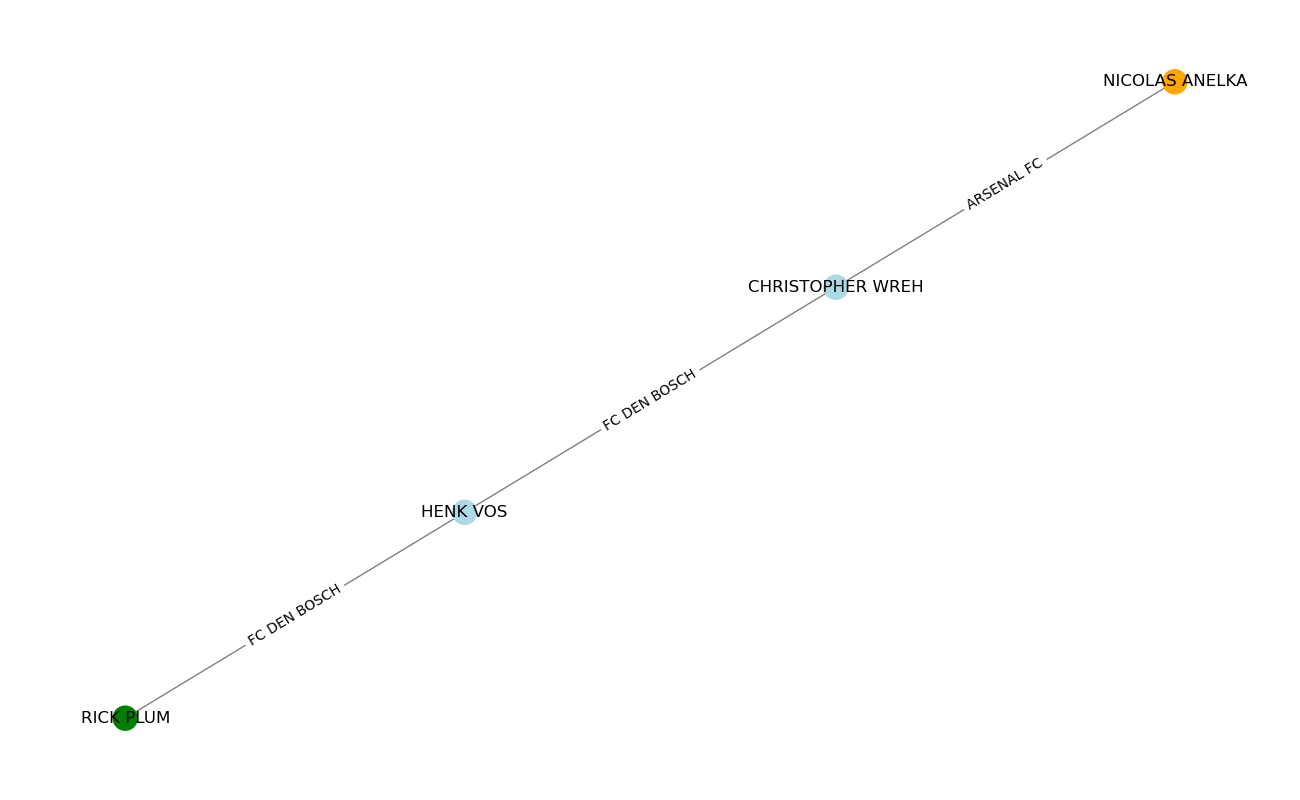 NICOLAS ANELKA
ARSENAL FC
CHRISTOPHER WREH
FC DEN BOSCH
HENK VOS
FC DEN BOSCH
RICK PLUM